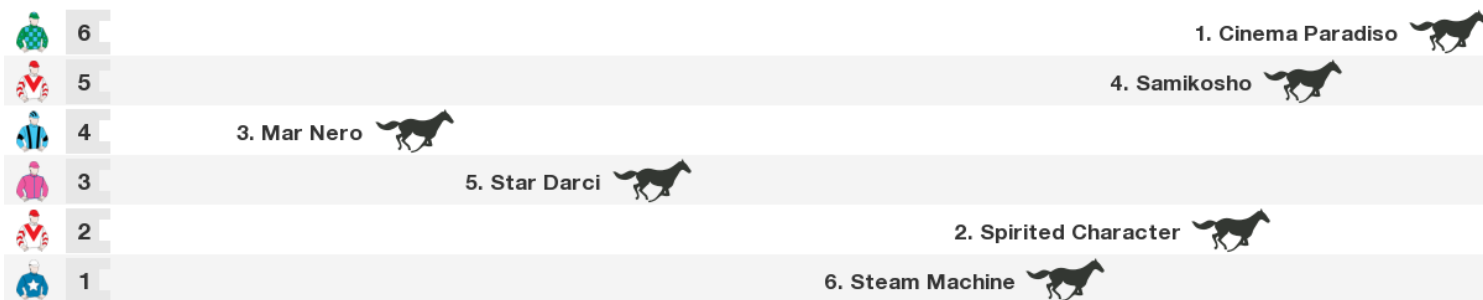 6 1. Cinema Paradiso
5 4. Samikosho
4 3. Mar Nero
3 5. Star Darci
2 2. Spirited Character
1 6. Steam Machine